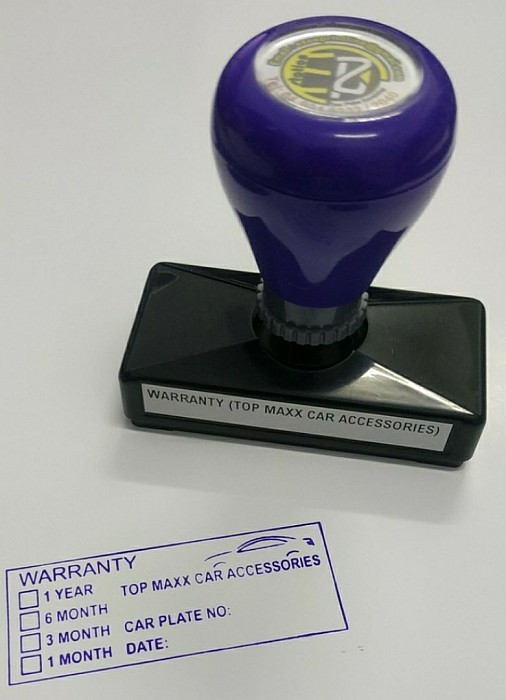 WARRANTY (TOP MAXX CAR ACCESSORIES)
WARRANTY
1 YEAR TOP MAXX CAR ACCESSORIES
6 MONTH
3 MONTH CAR PLATE NO:
1 MONTH DATE: